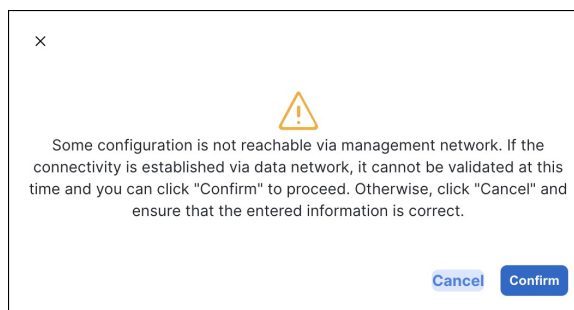 Some configuration is not reachable via management network. If the
connectivity is established via data network, it cannot be validated at this
time and you can click "Confirm" to proceed. Otherwise, click "Cancel" and
ensure that the entered information is correct.
Cancel Confirm